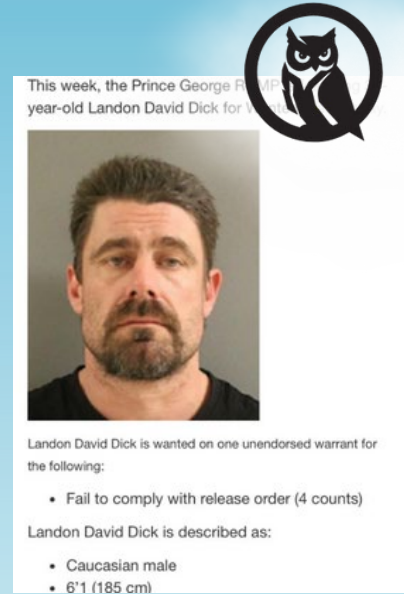 This week, the Prince George
year-old Landon David Dick for
Landon David Dick is wanted on one unendorsed warrant for
the following:
• Fail to comply with release order (4 counts)
Landon David Dick is described as:
• Caucasian male
• 6'1 (185 cm)